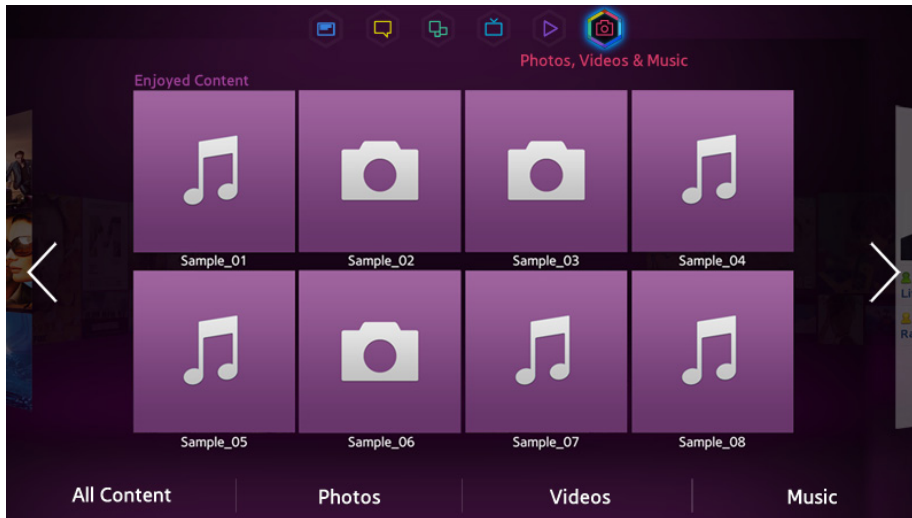 Photos, Videos & Music
Enjoyed Content
Sample_01 Sample_02 Sample_03 Sample_04
Sample_05 Sample_06 Sample_07 Sample_08
All Content Photos Videos Music